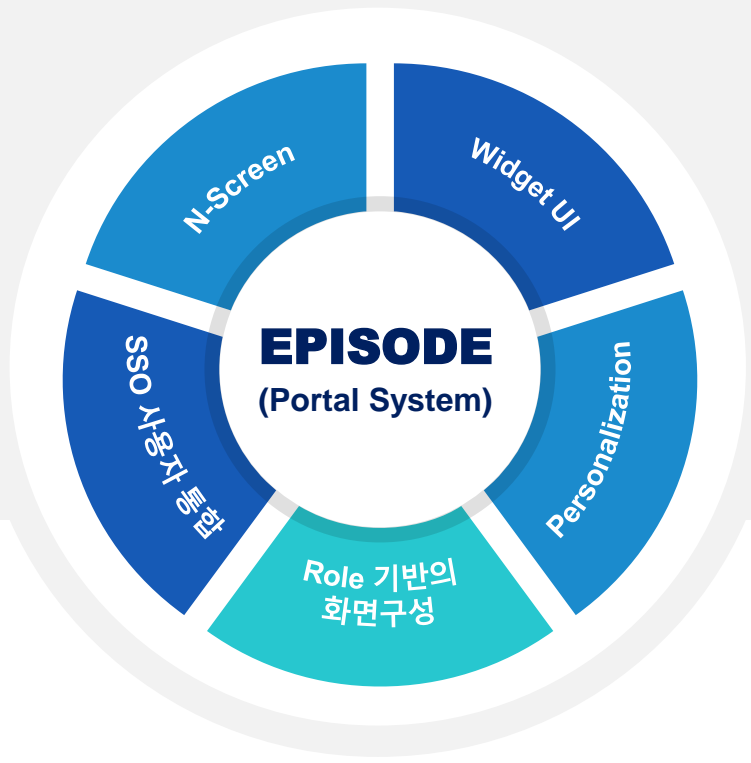 N-Screen
Widget UI
EPISODE
(Portal System)
SSO 사용자 통합
Personalization
Role 기반의
화면구성